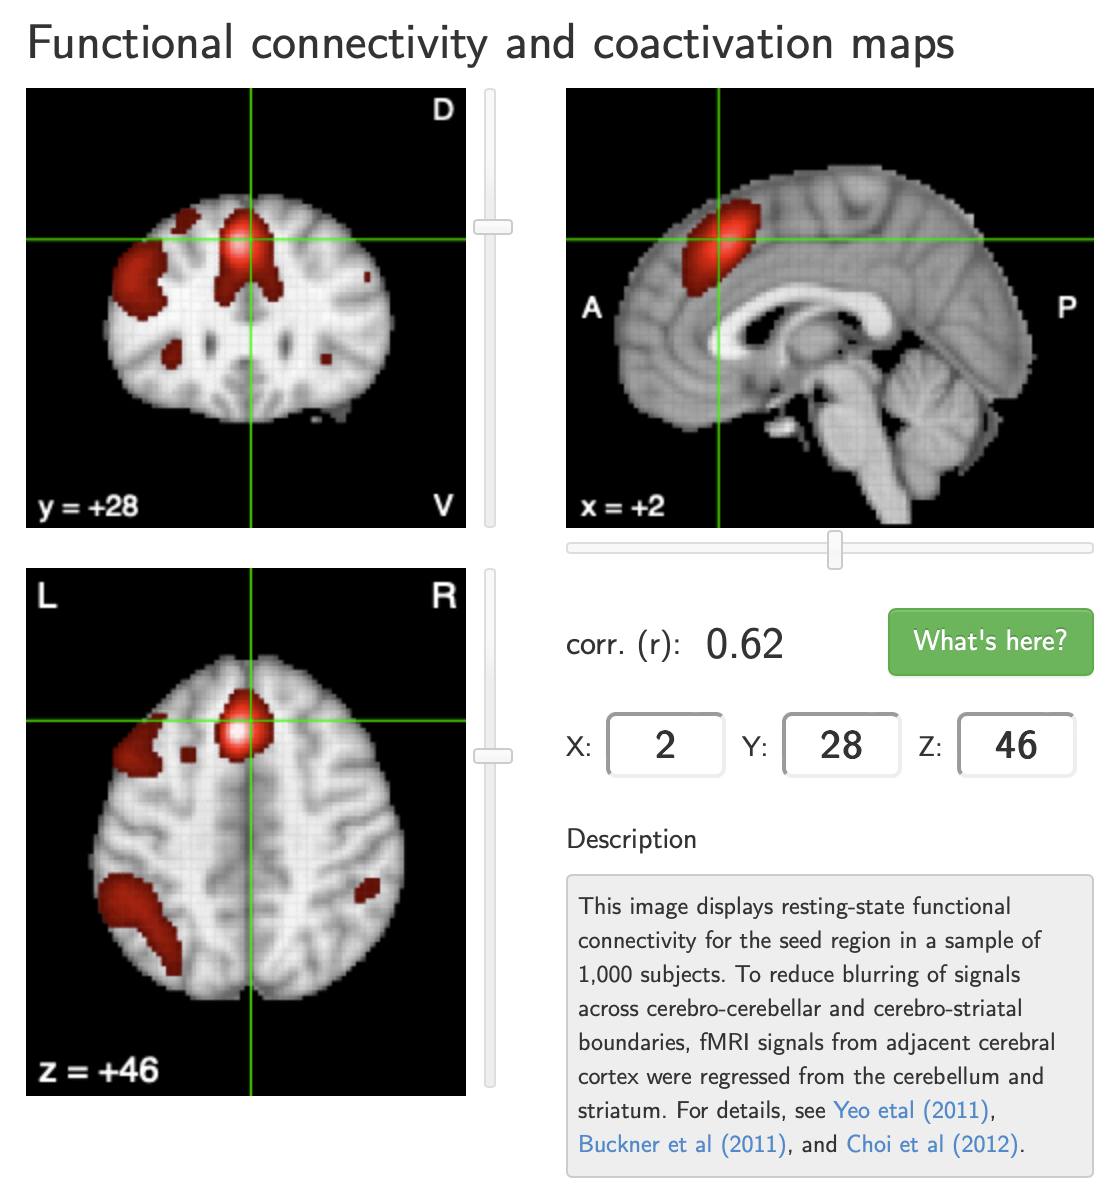 Functional connectivity and coactivation maps
D
y = +28
V
A
P
x = +2
L
R
z = +46
corr. (r): 0.62
What's here?
X: 2 Y: 28 Z: 46
Description
This image displays resting-state functional
connectivity for the seed region in a sample of
1,000 subjects. To reduce blurring of signals
across cerebro-cerebellar and cerebro-striatal
boundaries, fMRI signals from adjacent cerebral
cortex were regressed from the cerebellum and
striatum. For details, see Yeo etal (2011),
Buckner et al (2011), and Choi et al (2012).